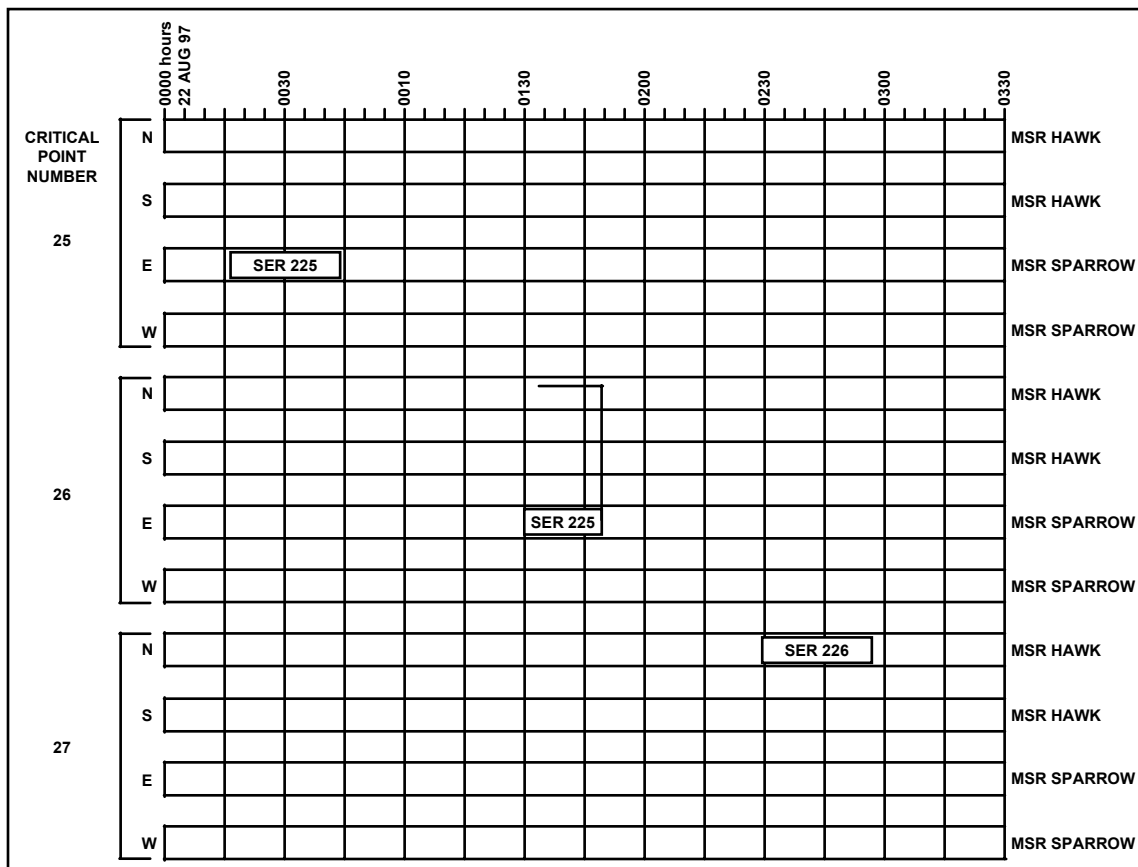 0000 hours
22 AUG 97
0030
0010
0130
0200
0230
0300
0330
CRITICAL
POINT
NUMBER
N
MSR HAWK
S
MSR HAWK
25
E
SER 225
MSR SPARROW
W
MSR SPARROW
N
MSR HAWK
S
MSR HAWK
26
E
SER 225
MSR SPARROW
W
MSR SPARROW
N
SER 226
MSR HAWK
S
MSR HAWK
27
E
MSR SPARROW
W
MSR SPARROW